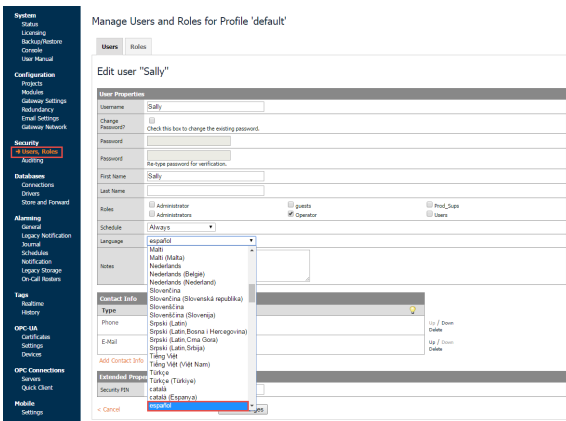 System
Status
Licensing
Backup/Restore
Console
User Manual
Configuration
Projects
Modules
Gateway Settings
Redundancy
Email Settings
Gateway Network
Security
Users, Roles
Auditing
Databases
Connections
Drivers
Store and Forward
Alarming
General
Legacy Notification
Journal
Schedules
Notification
Legacy Storage
On-Call Rosters
Tags
Realtime
History
OPC-UA
Certificates
Settings
Devices
OPC Connections
Servers
Quick Client
Mobile
Settings
Manage Users and Roles for Profile 'default'
Users Roles
Edit user "Sally"
User Properties
Username Sally
Change Password?
Check this box to change the existing password.
Password
Password
Re-type password for verification.
First Name Sally
Last Name
Roles
Administrator guests Prod_Sups
Administrators Operator Users
Schedule Always
Language español
Notes
Malti
Malti (Malta)
Nederlands
Nederlands (België)
Nederlands (Nederland)
Slovenčina
Slovenčina (Slovenská republika)
Slovenščina
Slovenščina (Slovenija)
Srpski (Latin)
Srpski (Latin,Bosna i Hercegovina)
Srpski (Latin,Crna Gora)
Srpski (Latin,Srbija)
Tiếng Việt
Tiếng Việt (Việt Nam)
Türkçe
Türkçe (Türkiye)
català
català (Espanya)
español
Contact Info
Type
Phone Up / Down
Delete
E-Mail Up / Down
Delete
Add Contact Info
Extended Prope
Security PIN
< Cancel
ges